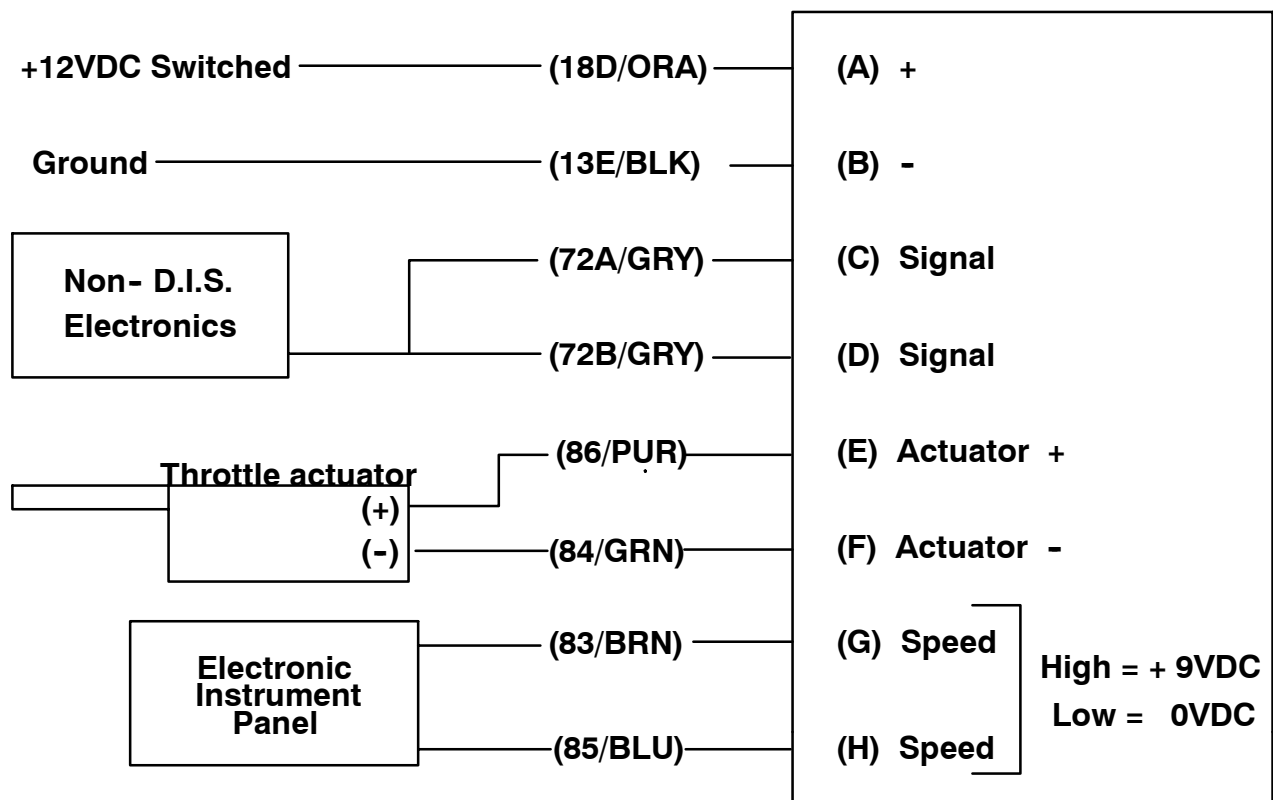 +12VDC Switched (18D/ORA) (A) +
Ground (13E/BLK) (B) -
Non- D.I.S.
Electronics
(72A/GRY) (C) Signal
(72B/GRY) (D) Signal
Throttle actuator
(+)
(-)
(86/PUR) (E) Actuator +
(84/GRN) (F) Actuator -
Electronic
Instrument
Panel
(83/BRN) (G) Speed
(85/BLU) (H) Speed
High = + 9VDC
Low = 0VDC